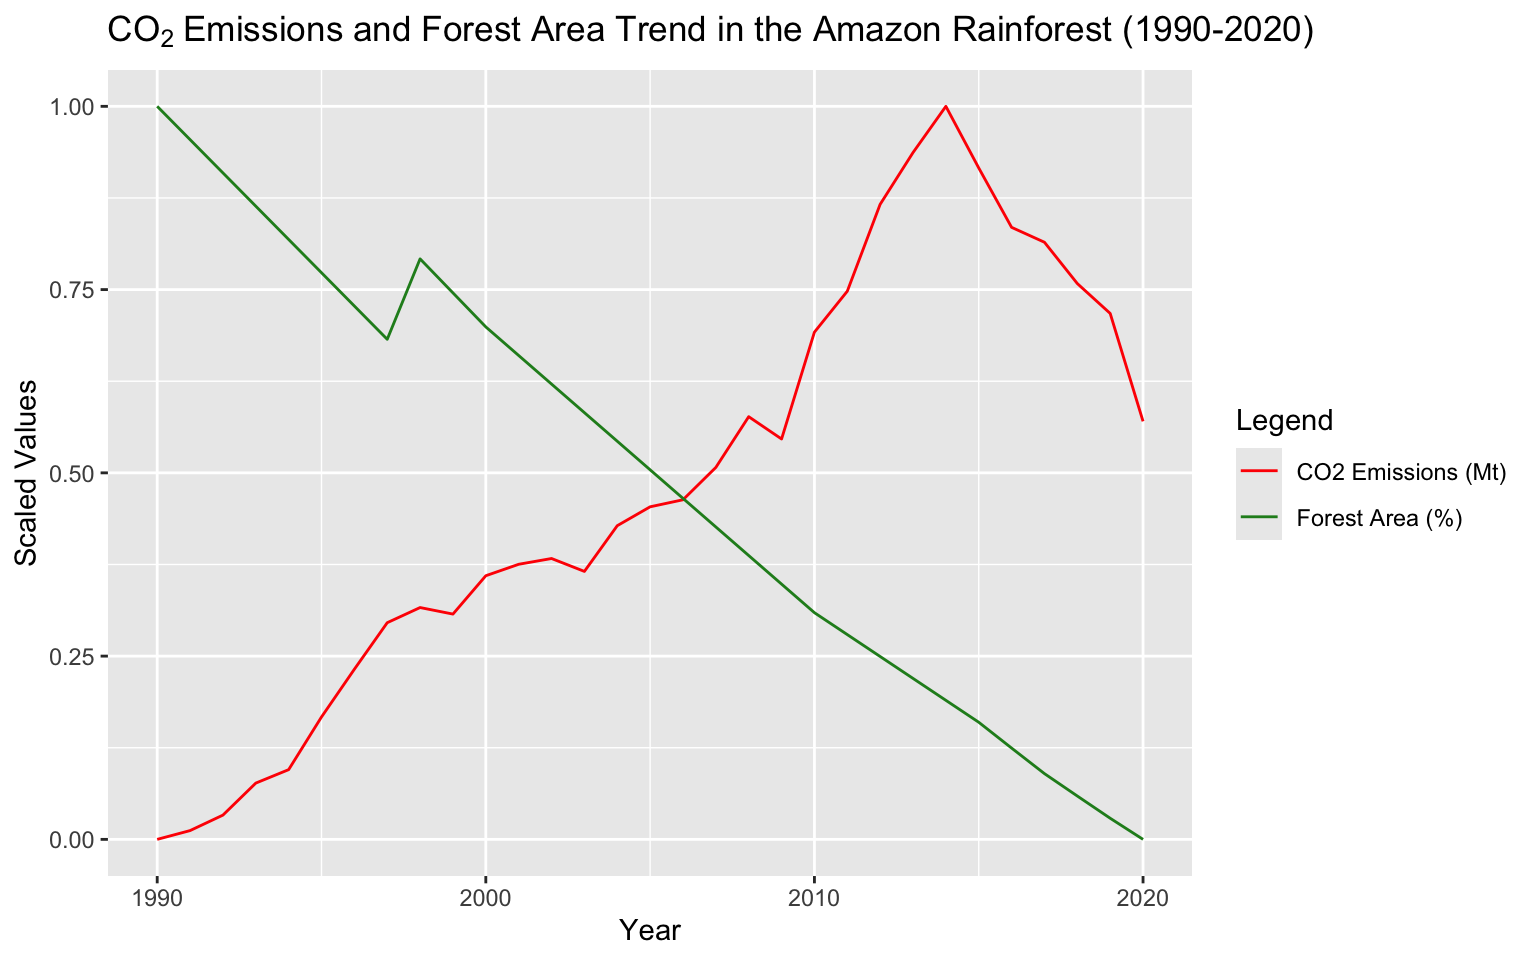 CO₂ Emissions and Forest Area Trend in the Amazon Rainforest (1990-2020)
1.00
0.75
0.50
0.25
0.00
Scaled Values
1990 2000 2010 2020
Year
Legend
CO2 Emissions (Mt)
Forest Area (%)